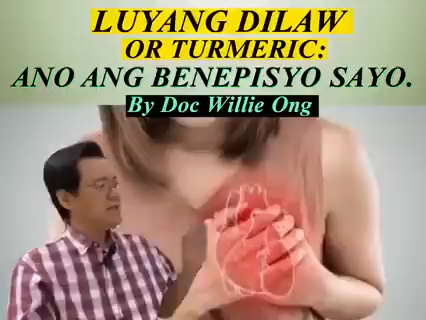 LUYANG DILAW
OR TURMERIC:
ANO ANG BENEPISYO SAYO.
By Doc Willie Ong